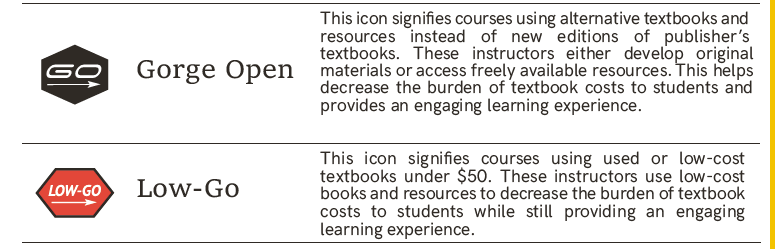 This icon signifies courses using alternative textbooks and
resources instead of new editions of publisher's
textbooks. These instructors either develop original
materials or access freely available resources. This helps
decrease the burden of textbook costs to students and
provides an engaging learning experience.
GO
Gorge Open
This icon signifies courses using used or low-cost
textbooks under $50. These instructors use low-cost
books and resources to decrease the burden of textbook
costs to students while still providing an engaging
learning experience.
LOW-GO
Low-Go